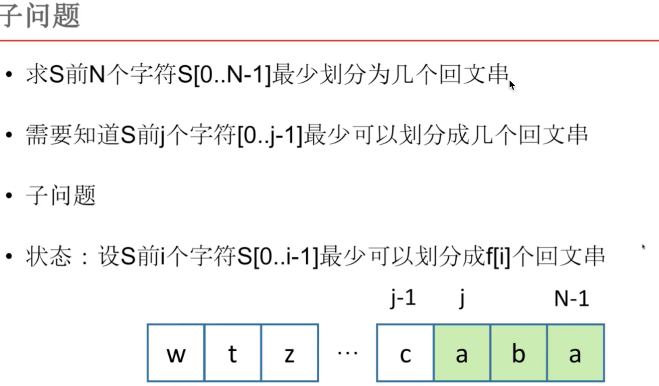 子问题
• 求S前N个字符S[0..N-1]最少划分为几个回文串
• 需要知道S前j个字符[0..j-1]最少可以划分成几个回文串
• 子问题
• 状态：设S前i个字符S[0..i-1]最少可以划分成f[i]个回文串
j-1 j N-1
w t z ... c a b a